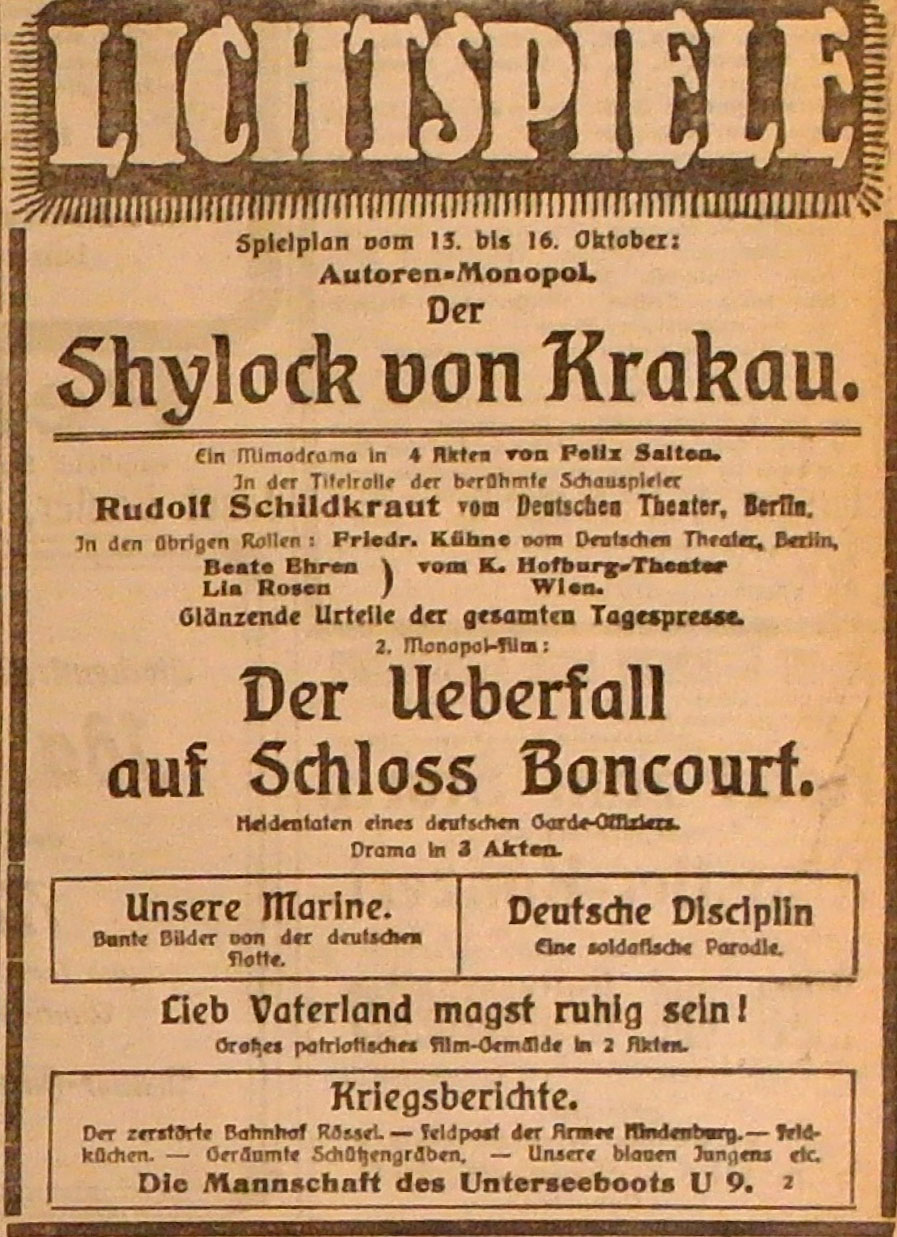 LICHTSPIELE
Spielplan vom 13. bis 16. Oktober:
Autoren-Monopol.
Der
Shylock von Krakau.
Ein Mimodrama in 4 Akten von Felix Salten.
In der Titelrolle der berühmte Schauspieler
Rudolf Schildkraut vom Deutschen Theater, Berlin.
In den übrigen Rollen: Friedr. Kühne vom Deutschen Theater, Berlin,
Beate Ehren ) vom K. Hofburg-Theater
Lia Rosen Wien.
Glänzende Urteile der gesamten Tagespresse.
2. Monopol-Film:
Der Ueberfall
auf Schloss Boncourt.
Heldentaten eines deutschen Garde-Offiziers.
Drama in 3 Akten.
Unsere Marine.
Bunte Bilder von der deutschen
Flotte.
Deutsche Disciplin
Eine soldatische Parodie.
Lieb Vaterland magst ruhig sein!
Großes patriotisches Film-Gemälde in 2 Akten.
Kriegsberichte.
Der zerstörte Bahnhof Rössel. — Feldpost der Armee Hindenburg. — Feld-
küchen. — Geräumte Schützengräben. — Unsere blauen Jungens etc.
Die Mannschaft des Unterseeboots U 9. 2